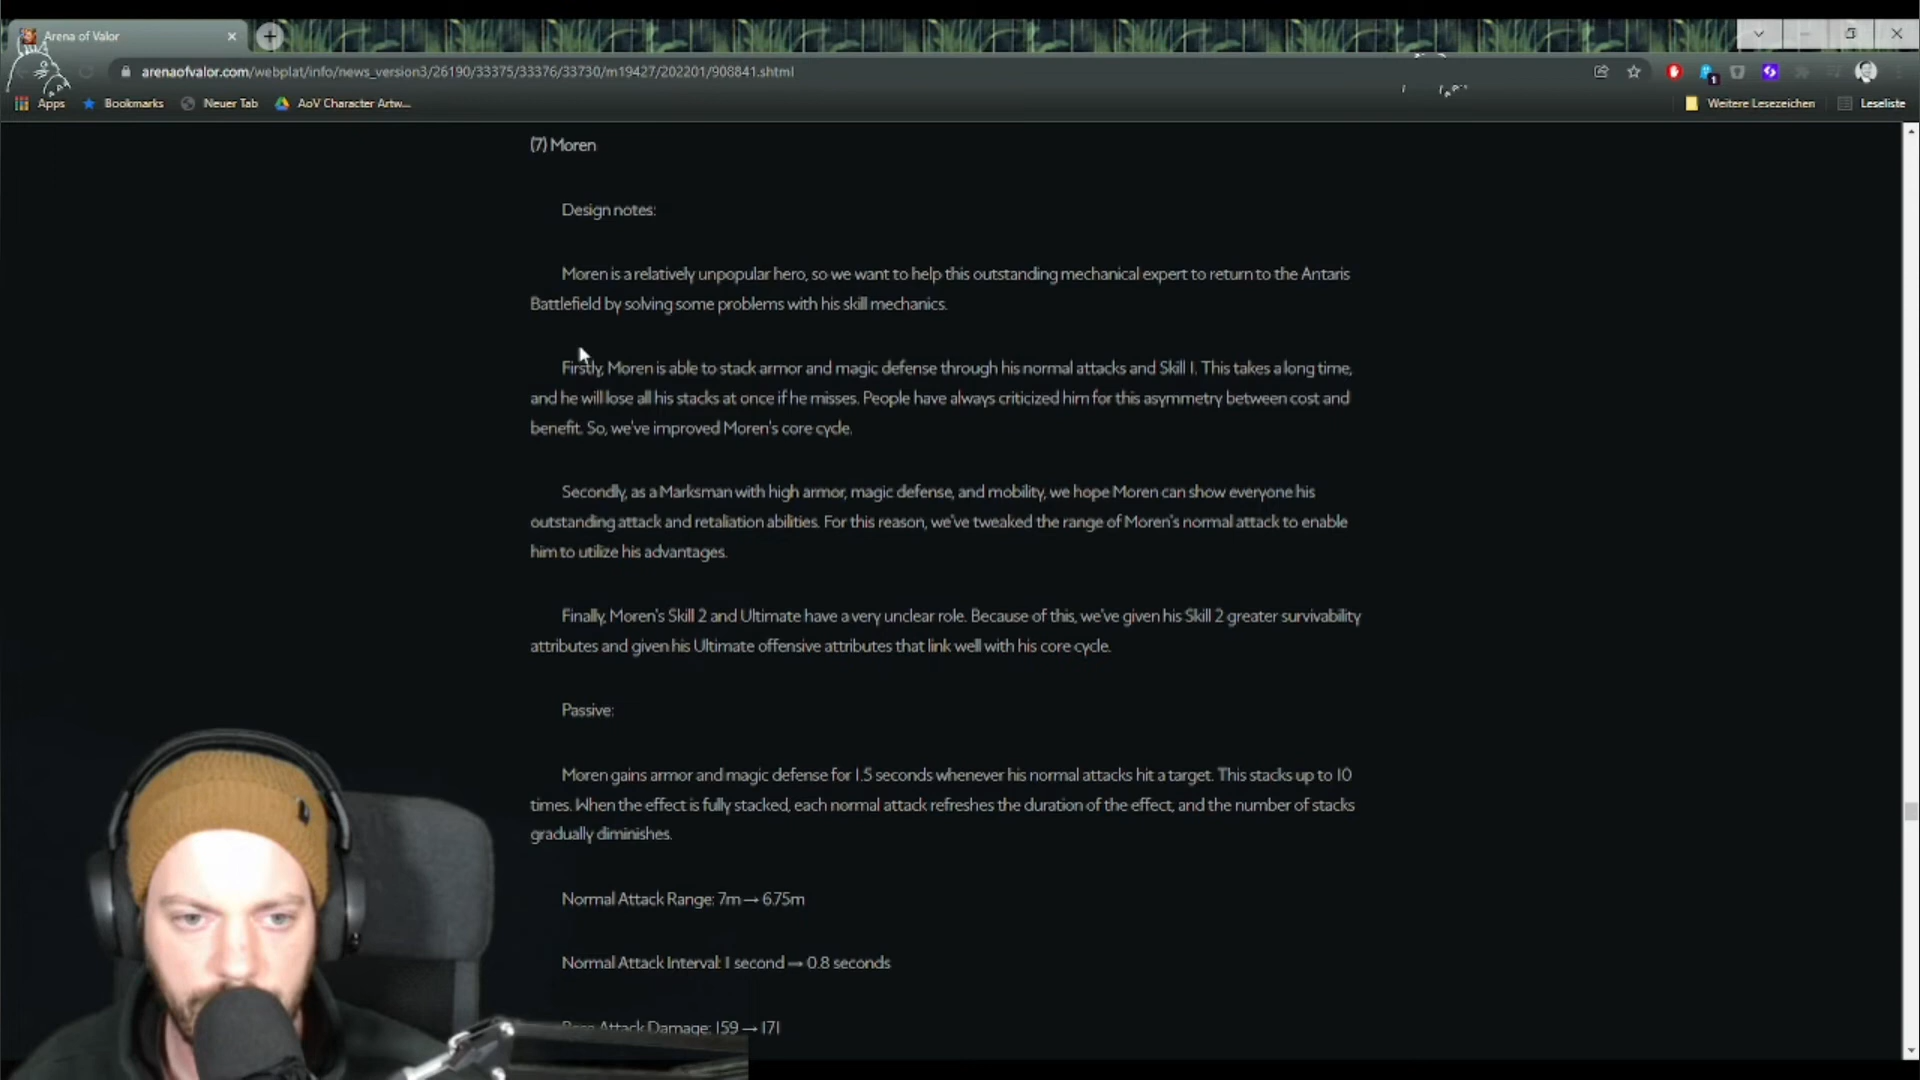 Arena of Valor
arenaofvalor.com/webplat/info/news_version3/26190/33375/33376/33730/m19427/202201/908841.shtml
Apps Bookmarks Neuer Tab AoV Character Artw... Weitere Lesezeichen Leseliste
(7) Moren
Design notes:
Moren is a relatively unpopular hero, so we want to help this outstanding mechanical expert to return to the Antaris
Battlefield by solving some problems with his skill mechanics.
Firstly, Moren is able to stack armor and magic defense through his normal attacks and Skill 1. This takes a long time,
and he will lose all his stacks at once if he misses. People have always criticized him for this asymmetry between cost and
benefit. So, we've improved Moren's core cycle.
Secondly, as a Marksman with high armor, magic defense, and mobility, we hope Moren can show everyone his
outstanding attack and retaliation abilities. For this reason, we've tweaked the range of Moren's normal attack to enable
him to utilize his advantages.
Finally, Moren's Skill 2 and Ultimate have a very unclear role. Because of this, we've given his Skill 2 greater survivability
attributes and given his Ultimate offensive attributes that link well with his core cycle.
Passive:
Moren gains armor and magic defense for 1.5 seconds whenever his normal attacks hit a target. This stacks up to 10
times. When the effect is fully stacked, each normal attack refreshes the duration of the effect, and the number of stacks
gradually diminishes.
Normal Attack Range: 7m → 6.75m
Normal Attack Interval: 1 second → 0.8 seconds
Attack Damage: 159 → 171